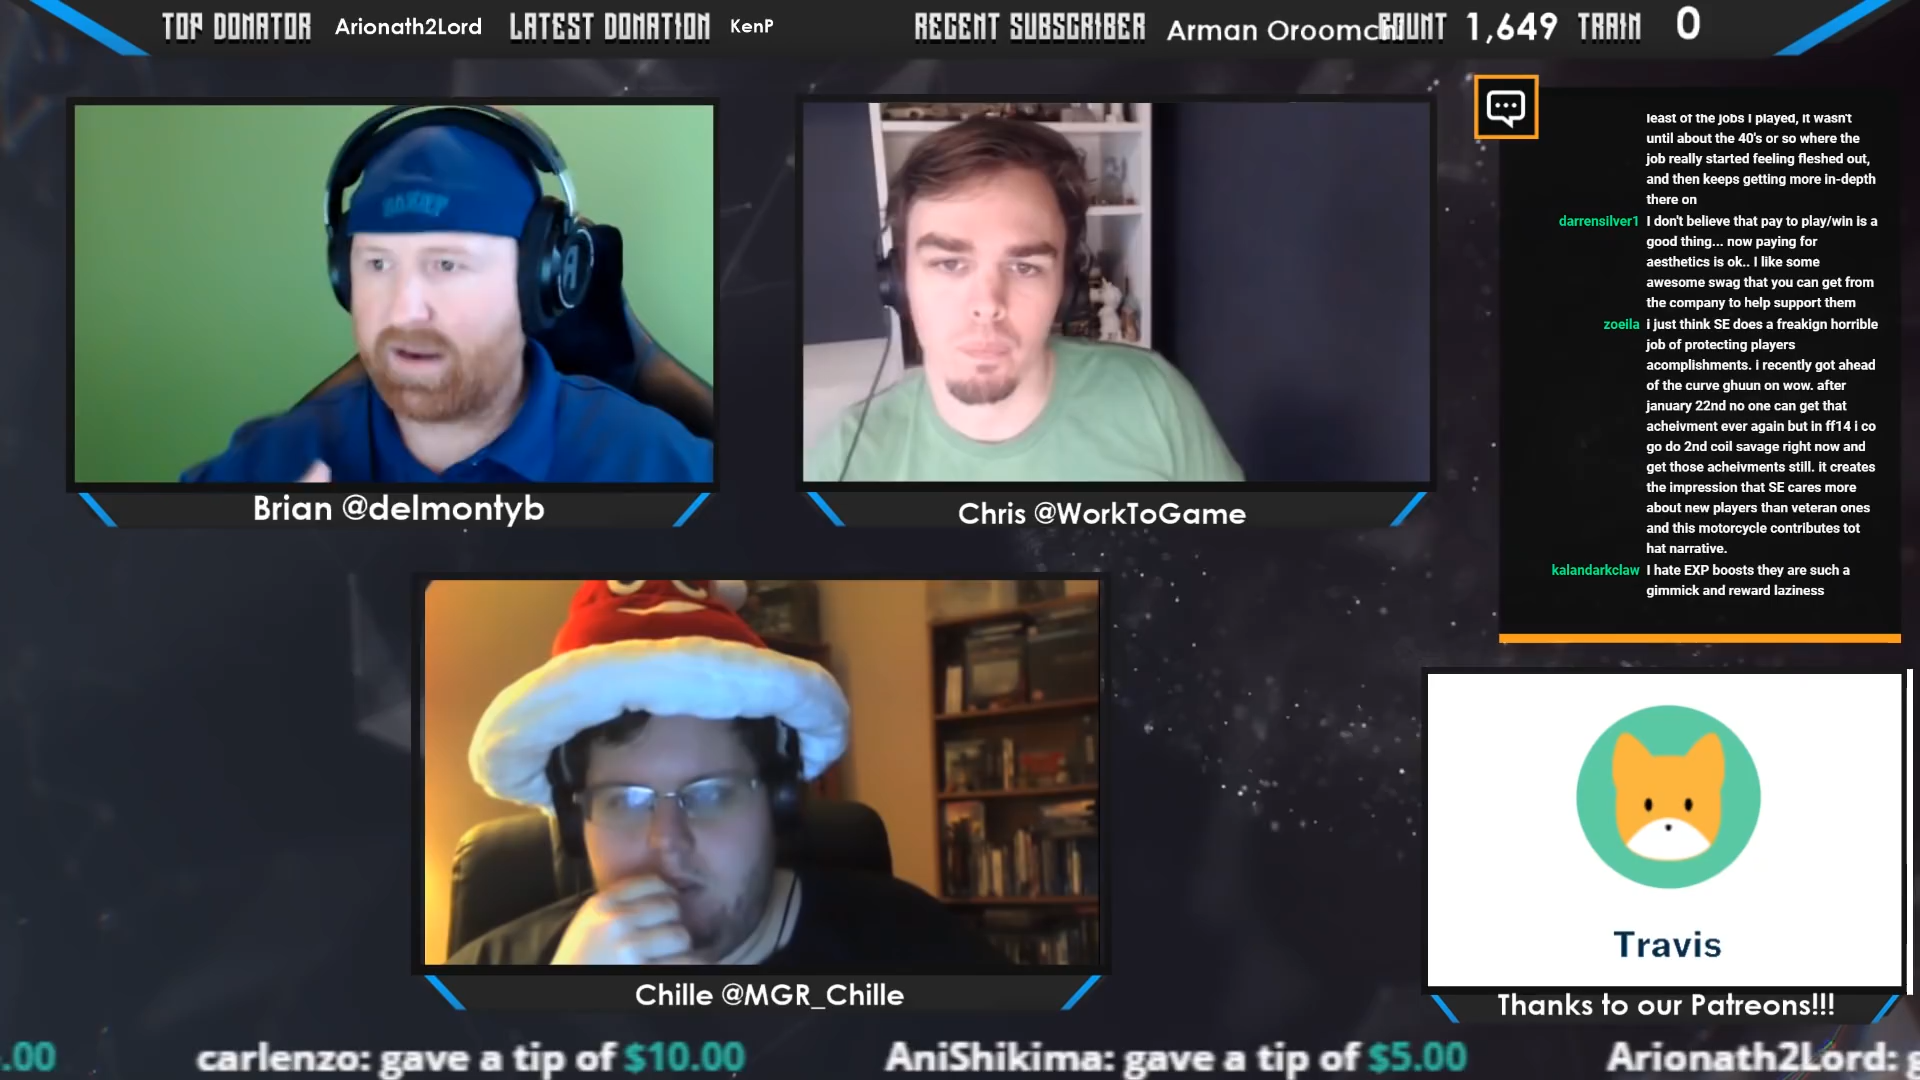 TOP DONATOR Arionath2Lord LATEST DONATION KenP RECENT SUBSCRIBER Arman Oroomchi COUNT 1,649 TRAIN 0
Brian @delmontyb
Chris @WorkToGame
Chille @MGR_Chille
least of the jobs I played, it wasn't
until about the 40's or so where the
job really started feeling fleshed out,
and then keeps getting more in-depth
there on
darrensilver1 I don't believe that pay to play/win is a
good thing... now paying for
aesthetics is ok.. I like some
awesome swag that you can get from
the company to help support them
zoeila i just think SE does a freakign horrible
job of protecting players
acomplishments. i recently got ahead
of the curve ghuun on wow. after
january 22nd no one can get that
acheivment ever again but in ff14 i co
go do 2nd coil savage right now and
get those acheivments still. it creates
the impression that SE cares more
about new players than veteran ones
and this motorcycle contributes tot
hat narrative.
kalandarkclaw I hate EXP boosts they are such a
gimmick and reward laziness
Travis
Thanks to our Patreons!!!
.00 carlenzo: gave a tip of $10.00 AniShikima: gave a tip of $5.00 Arionath2Lord: g